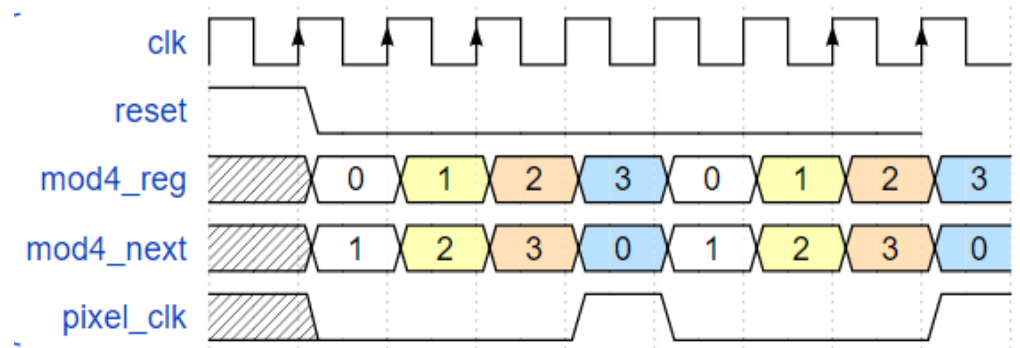 clk
reset
mod4_reg 0 1 2 3 0 1 2 3
mod4_next 1 2 3 0 1 2 3 0
pixel_clk